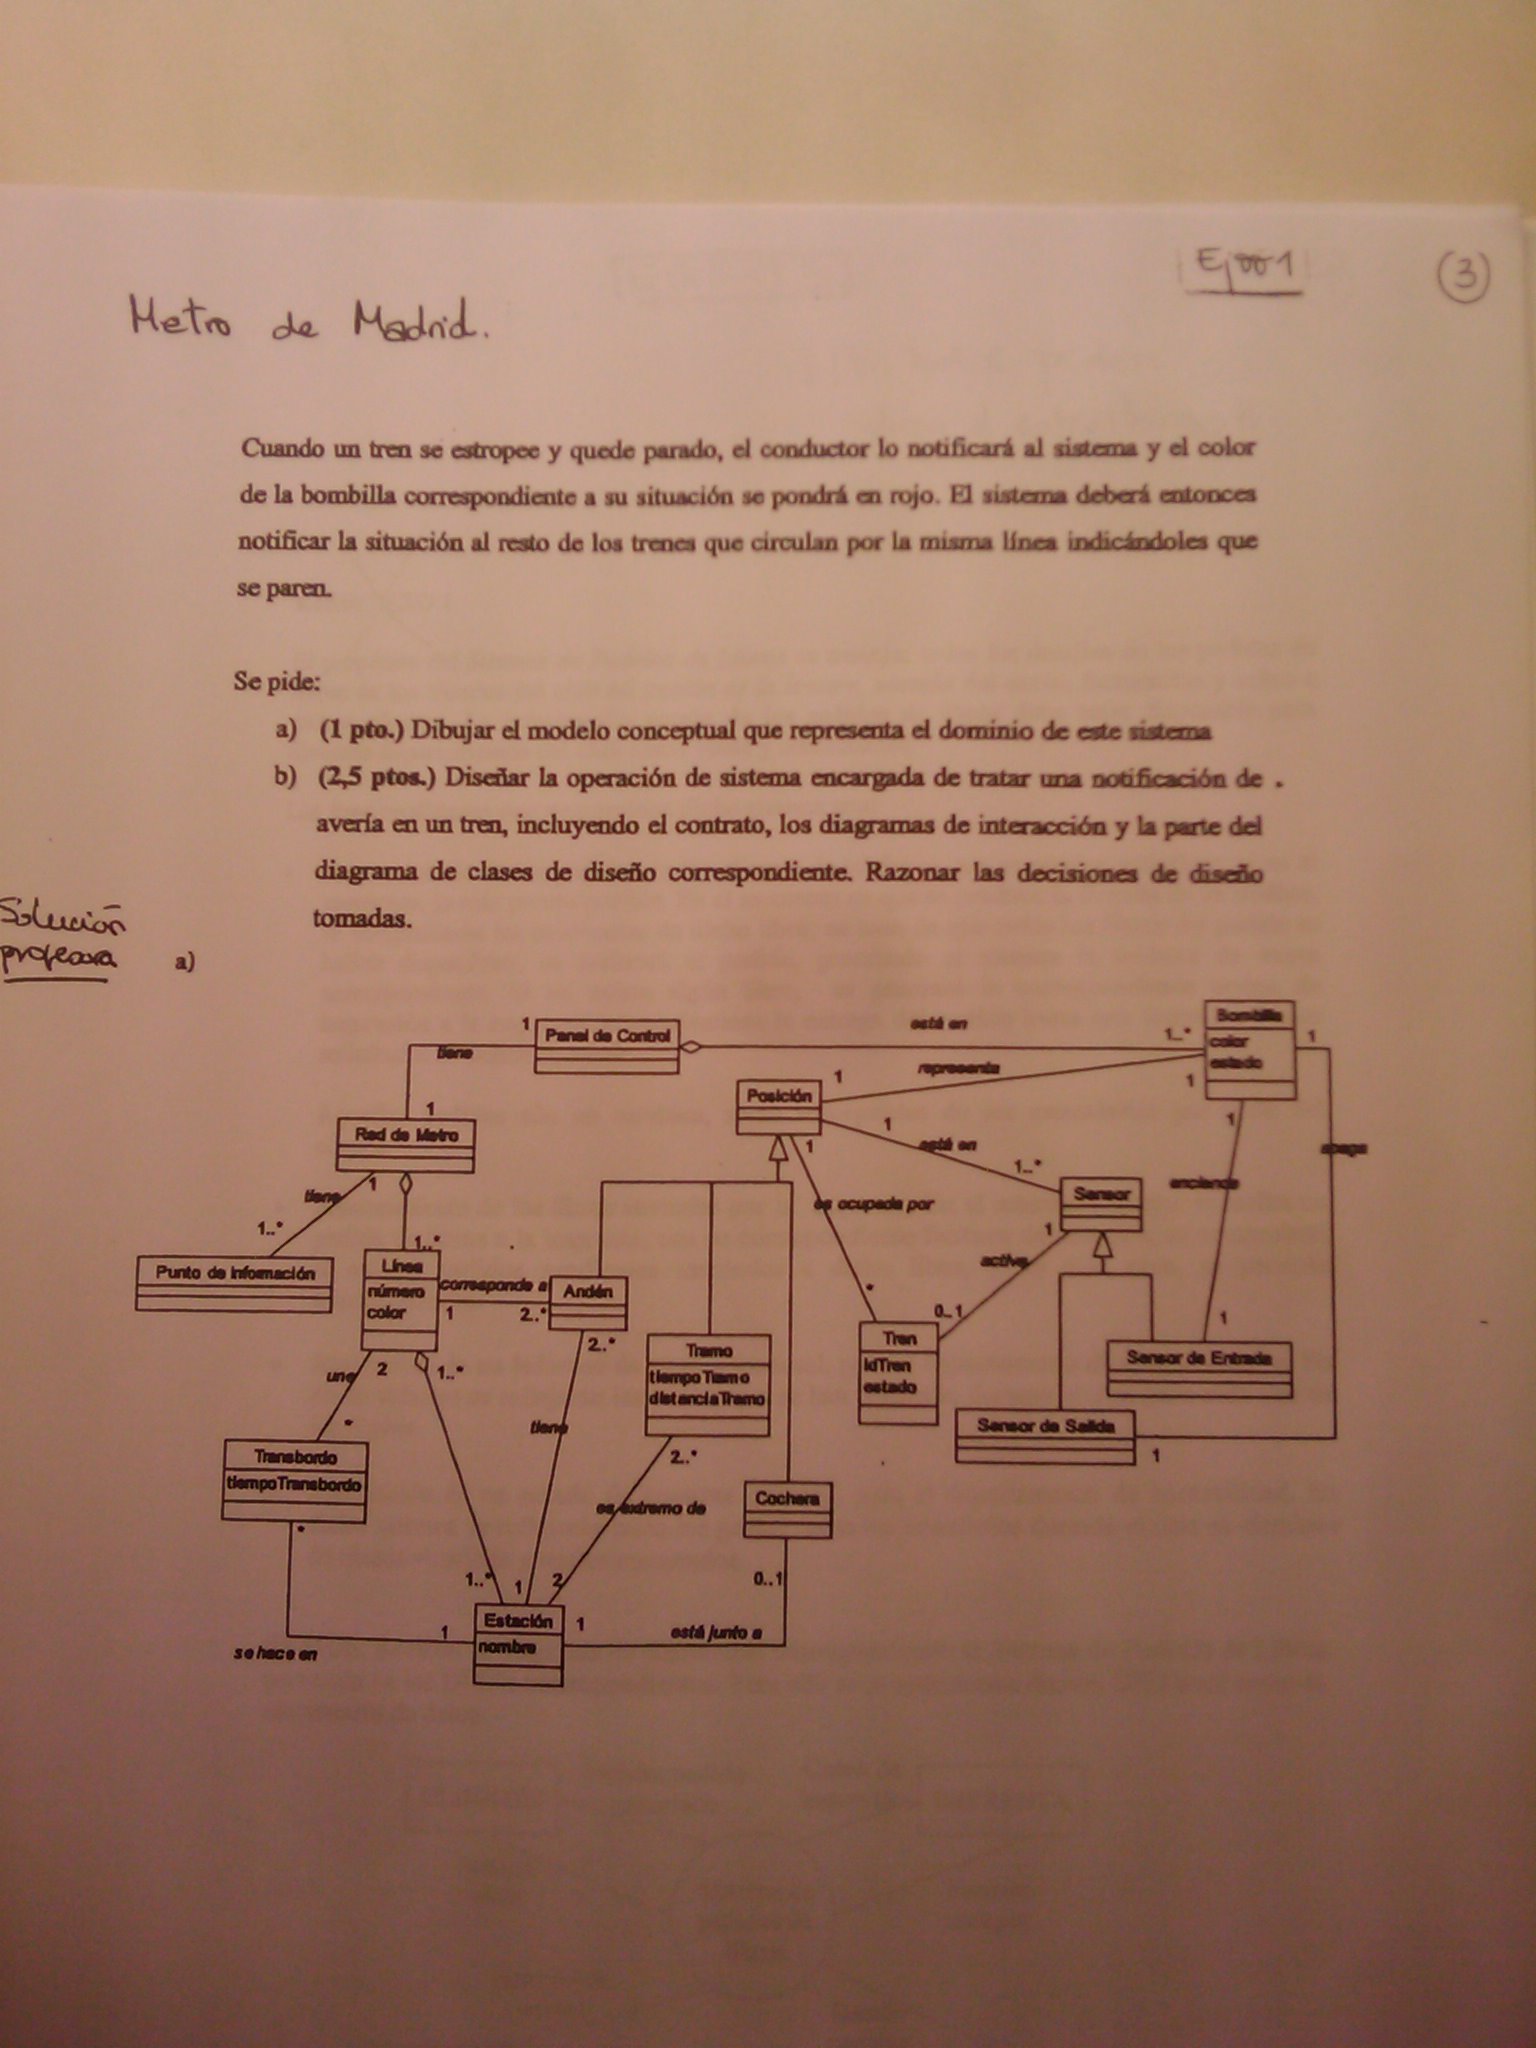 Ej 1
3
Metro de Madrid.
Cuando un tren se estropee y quede parado, el conductor lo notificará al sistema y el color
de la bombilla correspondiente a su situación se pondrá en rojo. El sistema deberá entonces
notificar la situación al resto de los trenes que circulan por la misma línea indicándoles que
se paren.
Se pide:
a) (1 pto.) Dibujar el modelo conceptual que representa el dominio de este sistema
b) (2,5 ptos.) Diseñar la operación de sistema encargada de tratar una notificación de .
avería en un tren, incluyendo el contrato, los diagramas de interacción y la parte del
diagrama de clases de diseño correspondiente. Razonar las decisiones de diseño
tomadas.
Solución
profesora
a)
Panel de Control
1
tiene
1
está en
1..*
Bombilla
color
estado
1
representa
1
1
Posición
Red de Metro
1
está en
1..*
1
apaga
tiene
1
1..*
1..*
1
es ocupada por
*
Sensor
enciende
1
activa
0..1
1
Punto de información
Línea
número
color
corresponde a
1
2..*
Andén
2..*
Tramo
tiempoTramo
distanciaTramo
Tren
idTren
estado
Sensor de Entrada
Sensor de Salida
1
une
2
*
1..*
tiene
2..*
Transbordo
tiempoTransbordo
*
es extremo de
Cochera
1..*
1
2
0..1
Estación
nombre
1
está junto a
1
se hace en